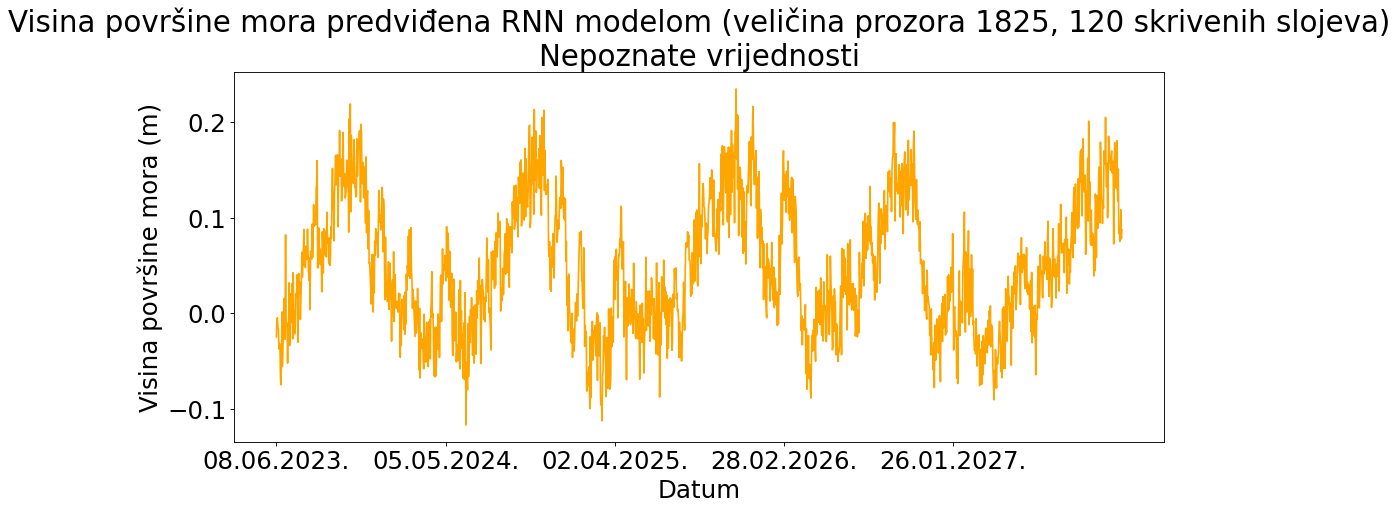 Visina površine mora predviđena RNN modelom (veličina prozora 1825, 120 skrivenih slojeva)
Nepoznate vrijednosti
Visina površine mora (m)
0.2
0.1
0.0
−0.1
08.06.2023. 05.05.2024. 02.04.2025. 28.02.2026. 26.01.2027.
Datum